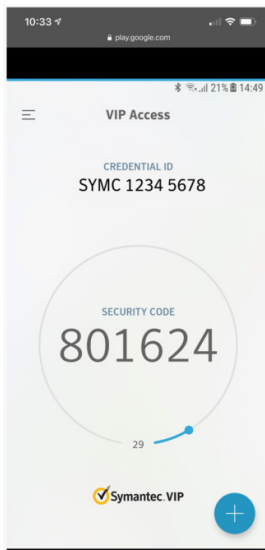 10:33
play.google.com
21% 14:49
VIP Access
CREDENTIAL ID
SYMC 1234 5678
SECURITY CODE
801624
29
Symantec. VIP